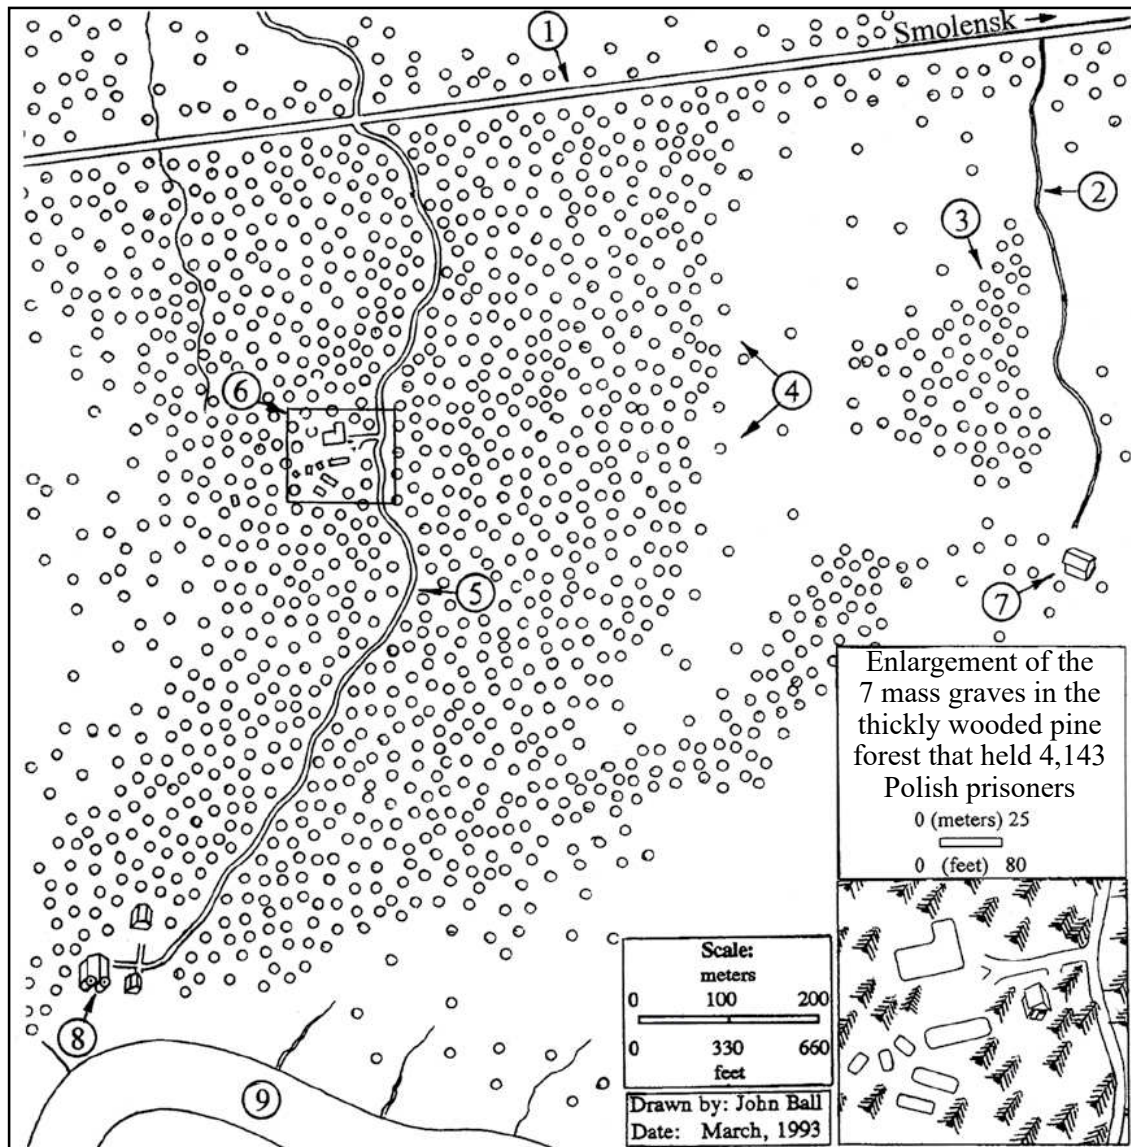 1
Smolensk
2
3
4
6
5
7
Enlargement of the
7 mass graves in the
thickly wooded pine
forest that held 4,143
Polish prisoners
0 (meters) 25
0 (feet) 80
Scale:
meters
0 100 200
0 330 660
feet
Drawn by: John Ball
Date: March, 1993
8
9